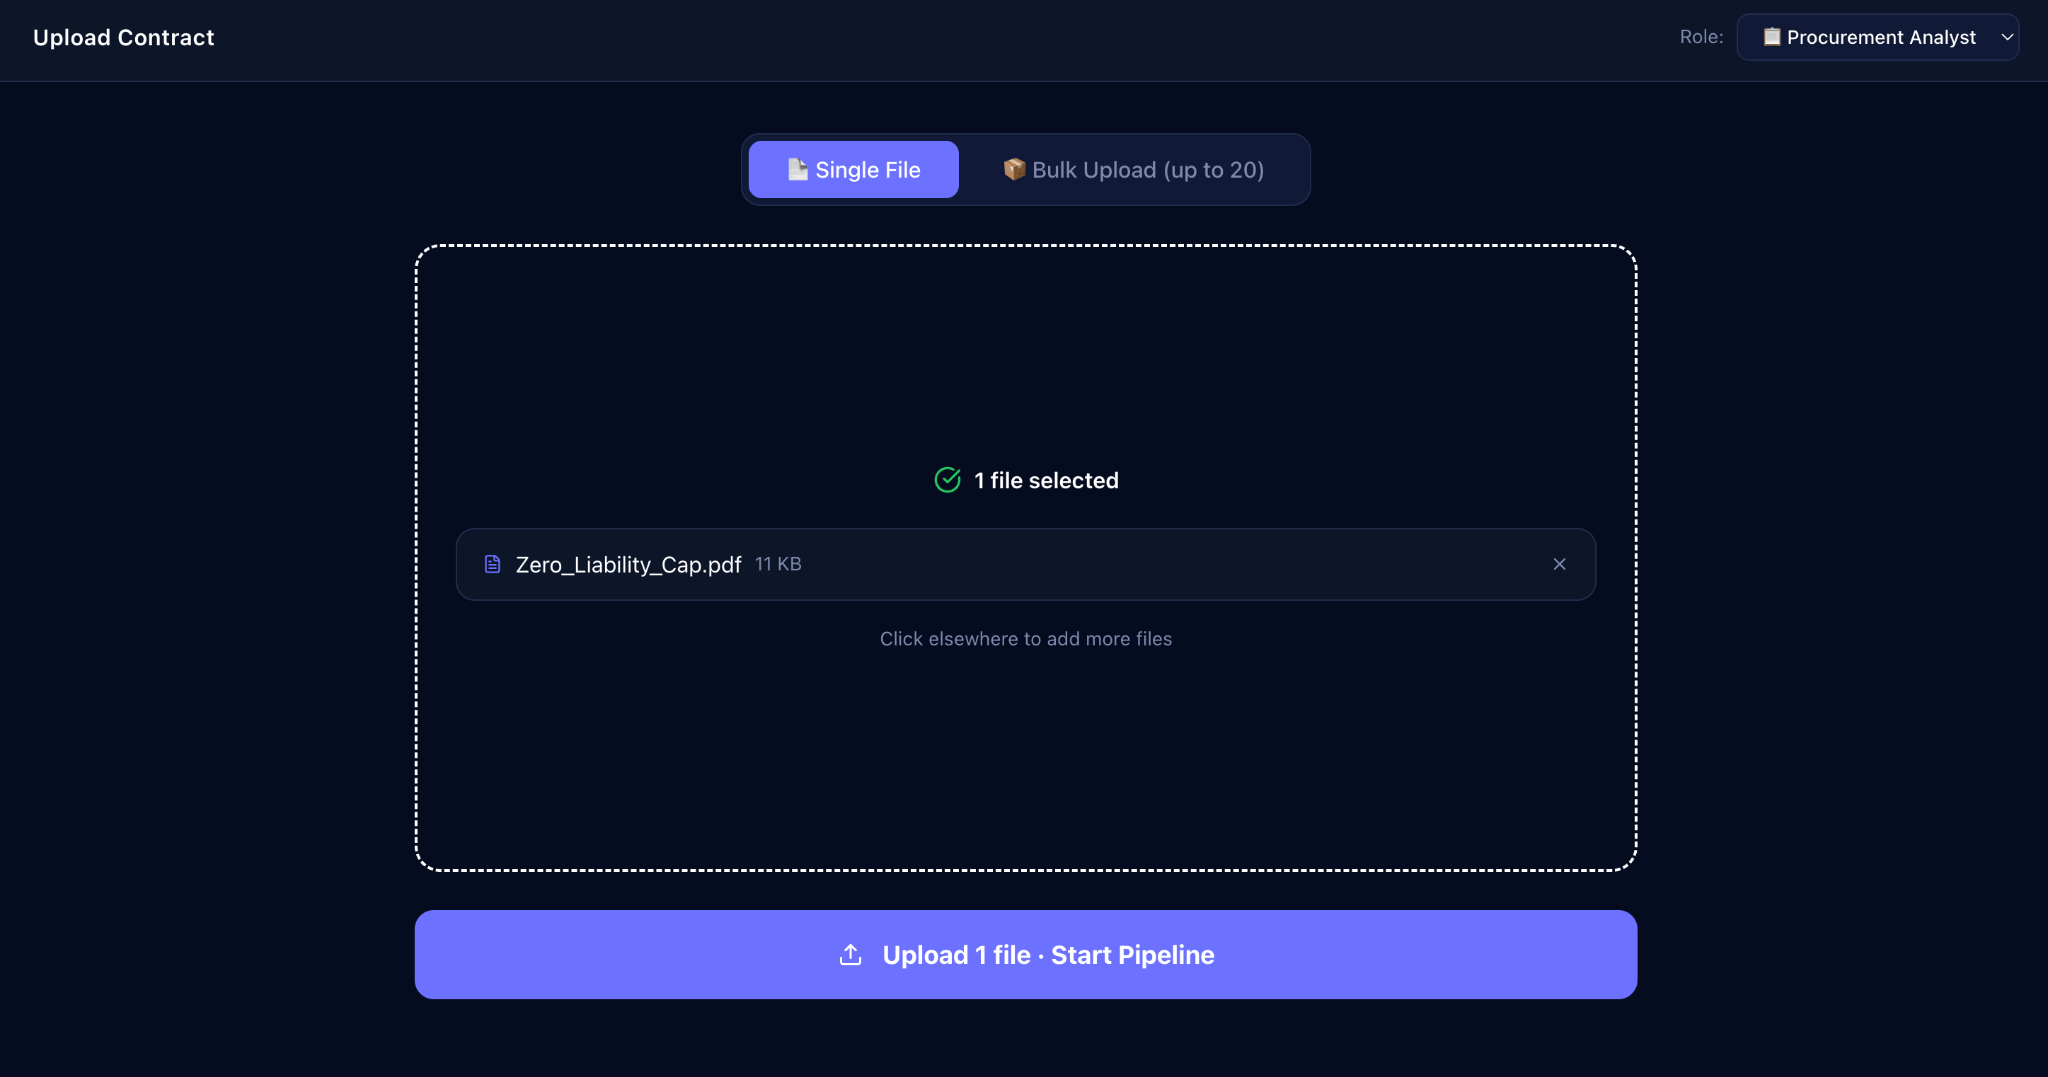 Upload Contract
Role:
Procurement Analyst
Single File
Bulk Upload (up to 20)
1 file selected
Zero_Liability_Cap.pdf 11 KB
Click elsewhere to add more files
Upload 1 file · Start Pipeline